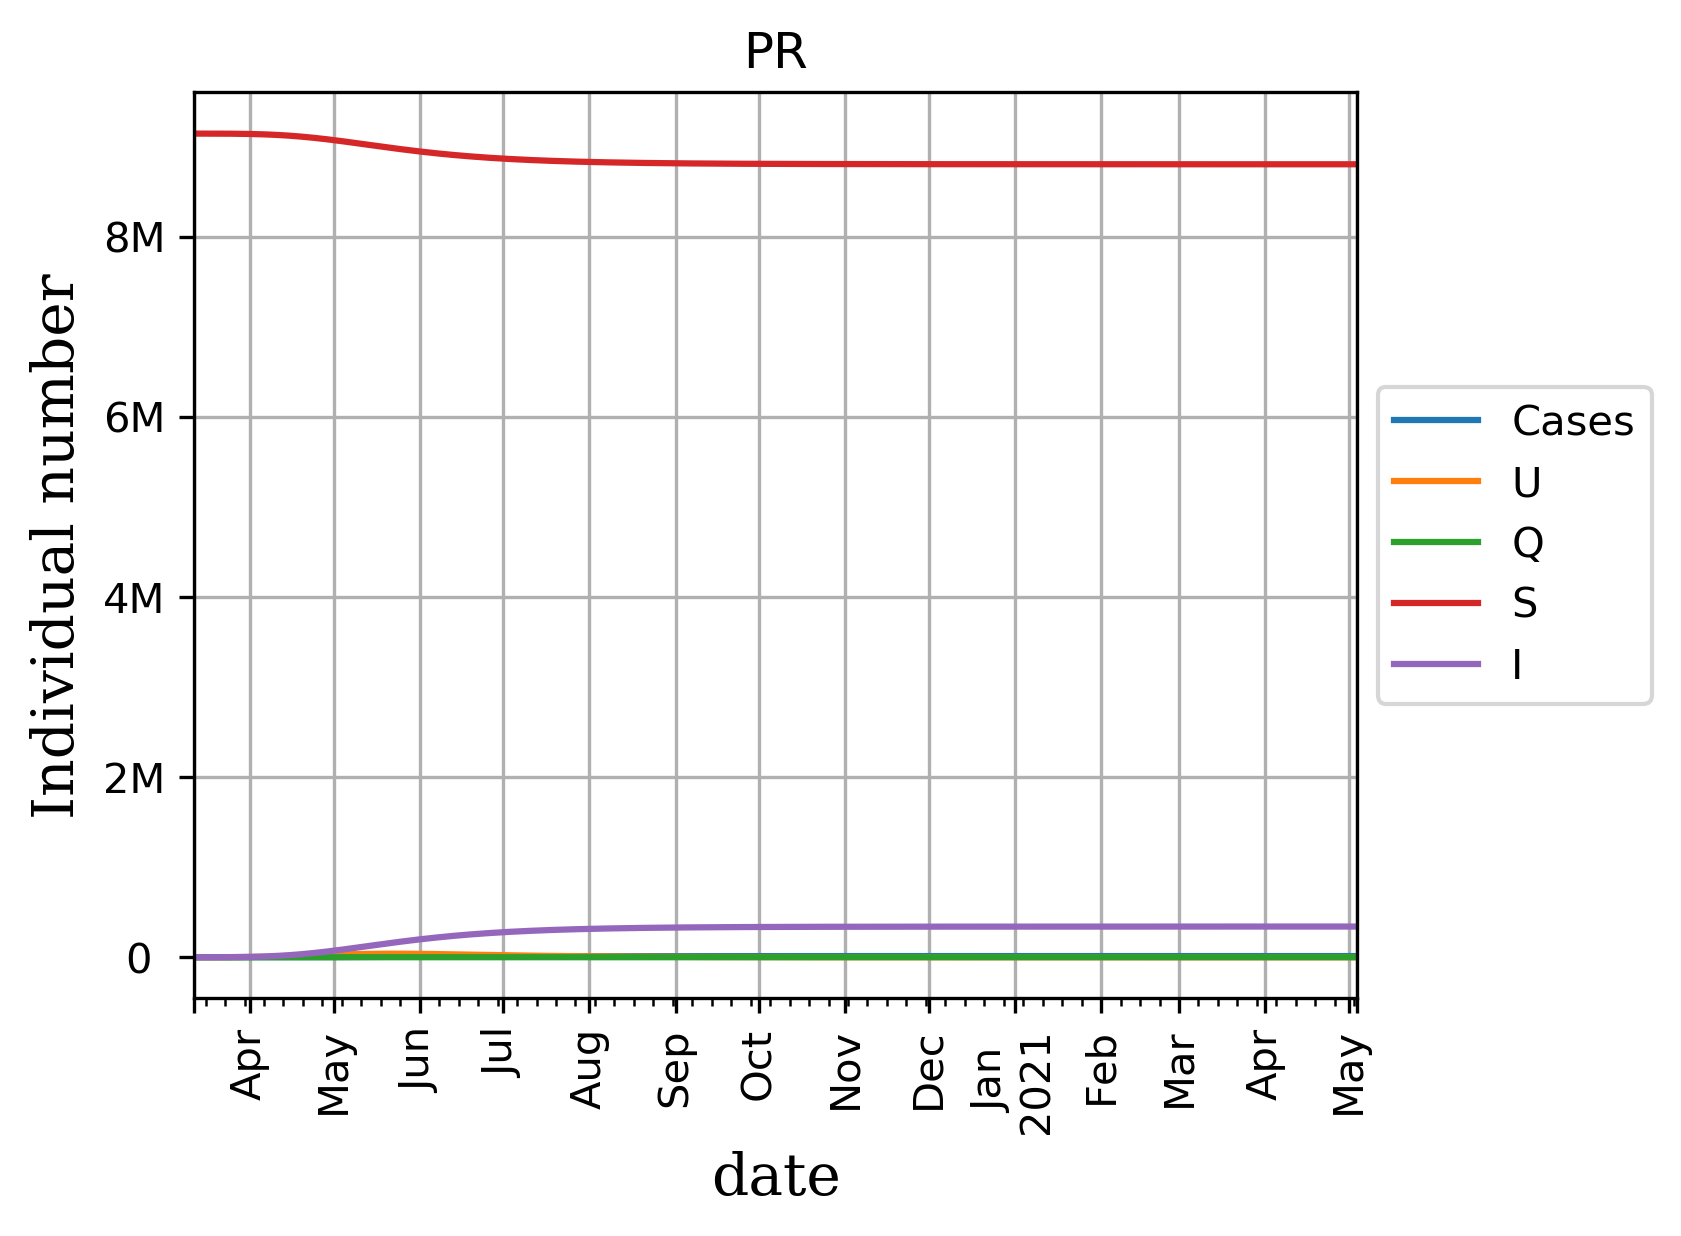 PR
Individual number
8M
6M
4M
2M
0
Apr
May
Jun
Jul
Aug
Sep
Oct
Nov
Dec
Jan
2021
Feb
Mar
Apr
May
date
Cases
U
Q
S
I